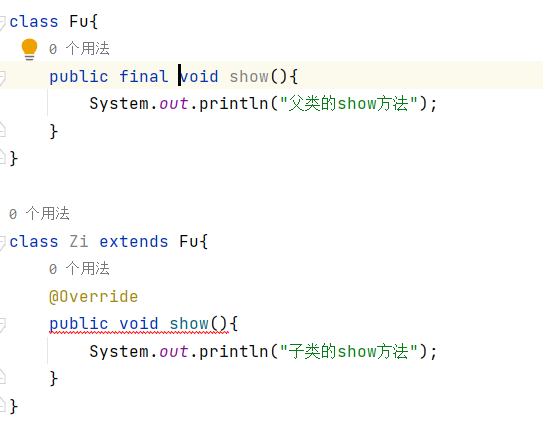 class Fu{
0 个用法
public final void show(){
System.out.println("父类的show方法");
}
}
0 个用法
class Zi extends Fu{
0 个用法
@Override
public void show(){
System.out.println("子类的show方法");
}
}